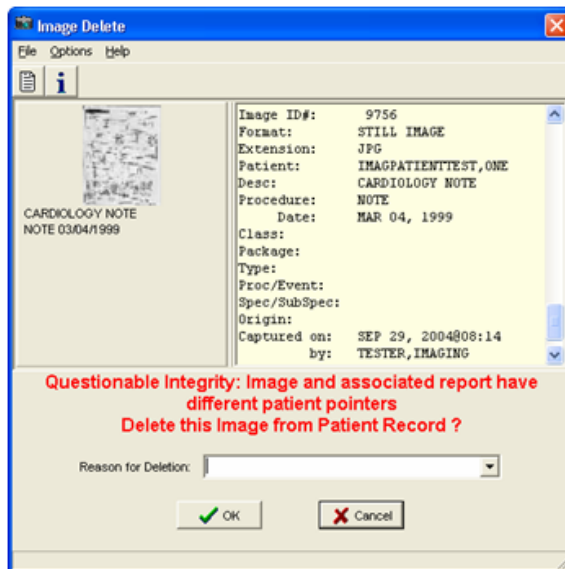 Image Delete
File Options Help
CARDIOLOGY NOTE
NOTE 03/04/1999
Image ID#: 9756
Format: STILL IMAGE
Extension: JPG
Patient: IMAGPATIENTTEST,ONE
Desc: CARDIOLOGY NOTE
Procedure: NOTE
Date: MAR 04, 1999
Class:
Package:
Type:
Proc/Event:
Spec/SubSpec:
Origin:
Captured on: SEP 29, 2004@08:14
by: TESTER,IMAGING
Questionable Integrity: Image and associated report have
different patient pointers
Delete this Image from Patient Record ?
Reason for Deletion:
OK Cancel